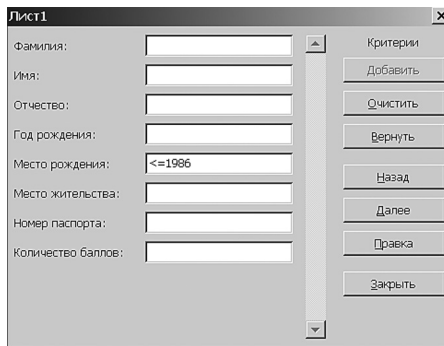 Лист1
Фамилия:
Имя:
Отчество:
Год рождения:
Место рождения: <=1986
Место жительства:
Номер паспорта:
Количество баллов:
Критерии
Добавить
Очистить
Вернуть
Назад
Далее
Правка
Закрыть